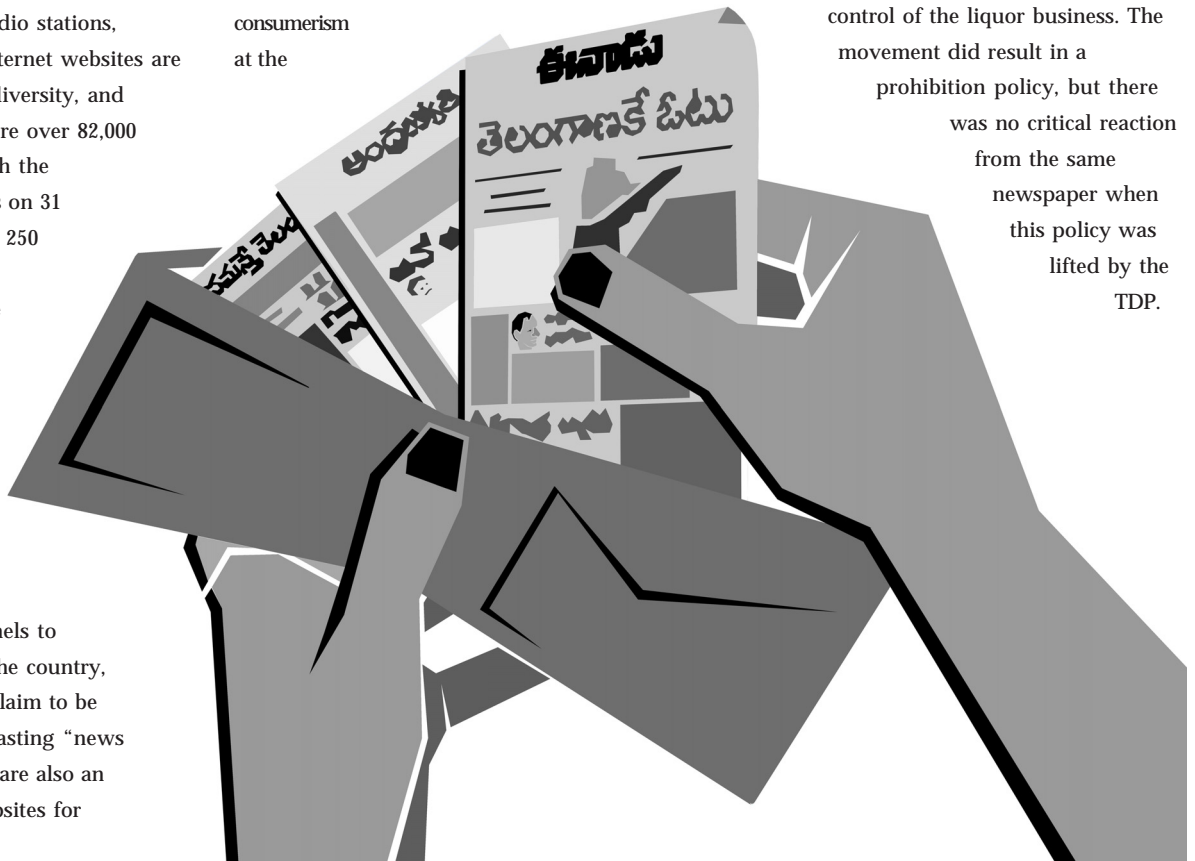 dio stations,
ternet websites are
liversity, and
re over 82,000
h the
s on 31
250
nels to
he country,
laim to be
asting “news
are also an
osites for
consumerism
at the
ఈనాడు
తెలంగాణకే ఓటు
control of the liquor business. The
movement did result in a
prohibition policy, but there
was no critical reaction
from the same
newspaper when
this policy was
lifted by the
TDP.